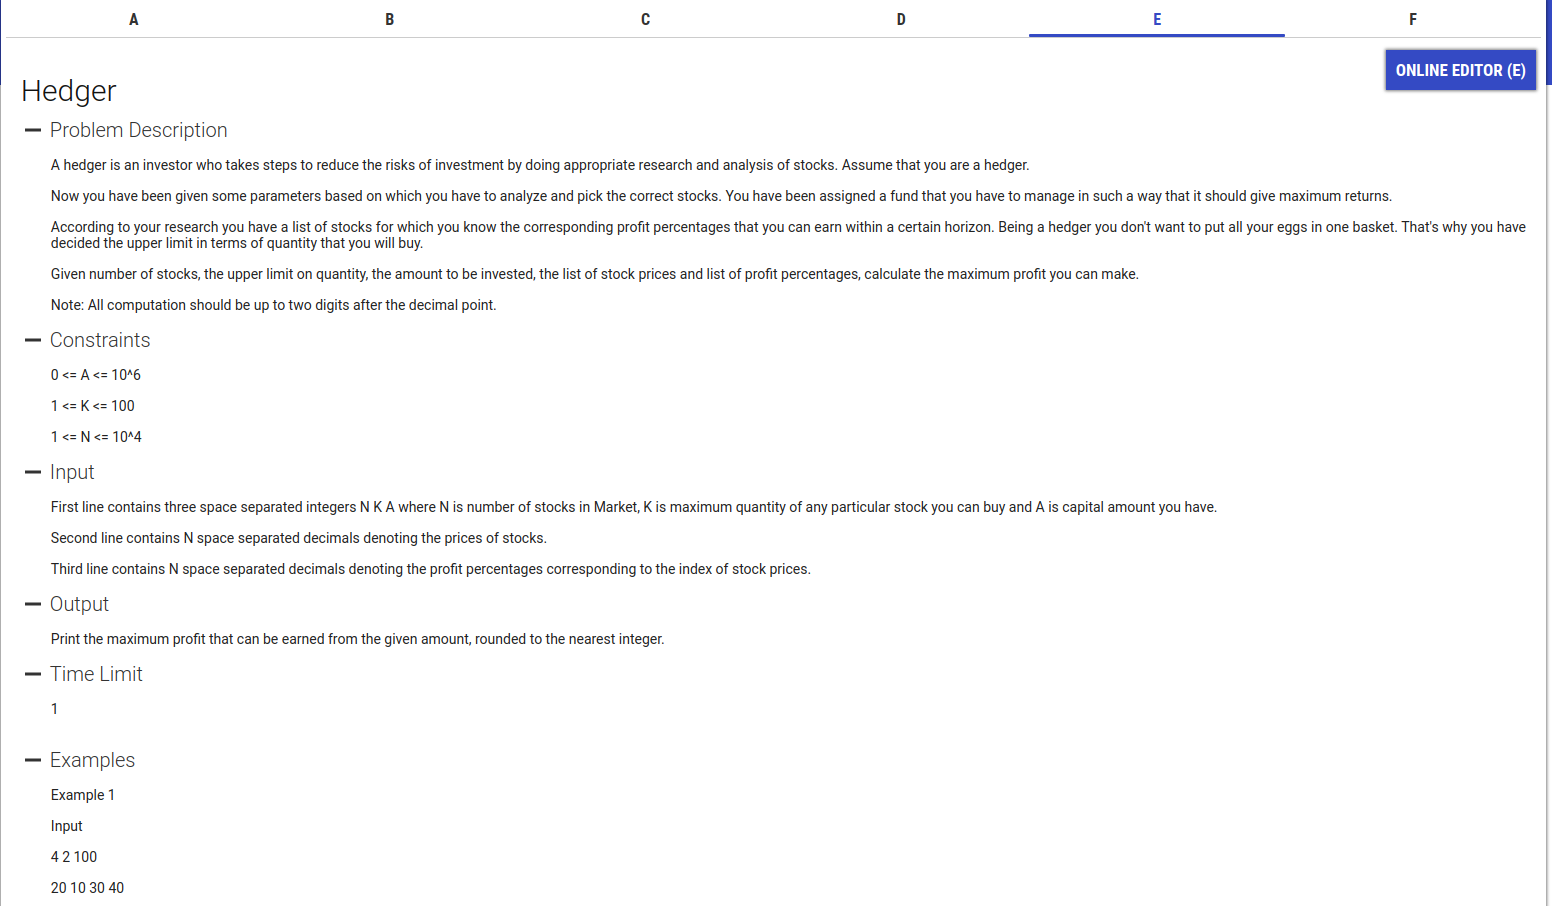 A B C D E F
ONLINE EDITOR (E)
Hedger
Problem Description
A hedger is an investor who takes steps to reduce the risks of investment by doing appropriate research and analysis of stocks. Assume that you are a hedger.
Now you have been given some parameters based on which you have to analyze and pick the correct stocks. You have been assigned a fund that you have to manage in such a way that it should give maximum returns.
According to your research you have a list of stocks for which you know the corresponding profit percentages that you can earn within a certain horizon. Being a hedger you don't want to put all your eggs in one basket. That's why you have
decided the upper limit in terms of quantity that you will buy.
Given number of stocks, the upper limit on quantity, the amount to be invested, the list of stock prices and list of profit percentages, calculate the maximum profit you can make.
Note: All computation should be up to two digits after the decimal point.
Constraints
0 <= A <= 10^6
1 <= K <= 100
1 <= N <= 10^4
Input
First line contains three space separated integers N K A where N is number of stocks in Market, K is maximum quantity of any particular stock you can buy and A is capital amount you have.
Second line contains N space separated decimals denoting the prices of stocks.
Third line contains N space separated decimals denoting the profit percentages corresponding to the index of stock prices.
Output
Print the maximum profit that can be earned from the given amount, rounded to the nearest integer.
Time Limit
1
Examples
Example 1
Input
4 2 100
20 10 30 40